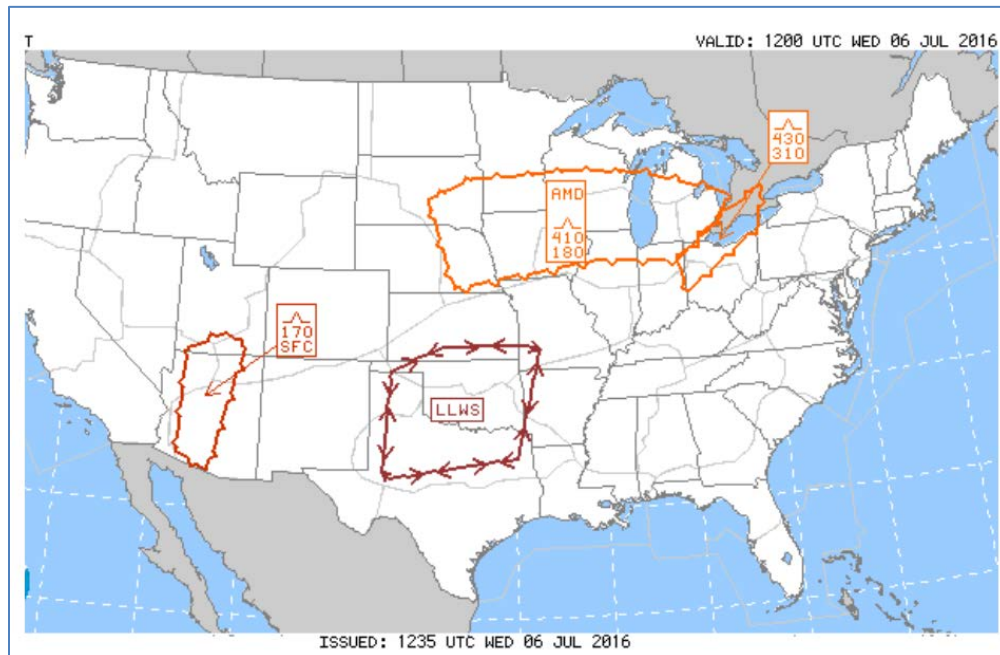 T
VALID: 1200 UTC WED 06 JUL 2016
430
310
AMD
410
180
170
SFC
LLWS
ISSUED: 1235 UTC WED 06 JUL 2016